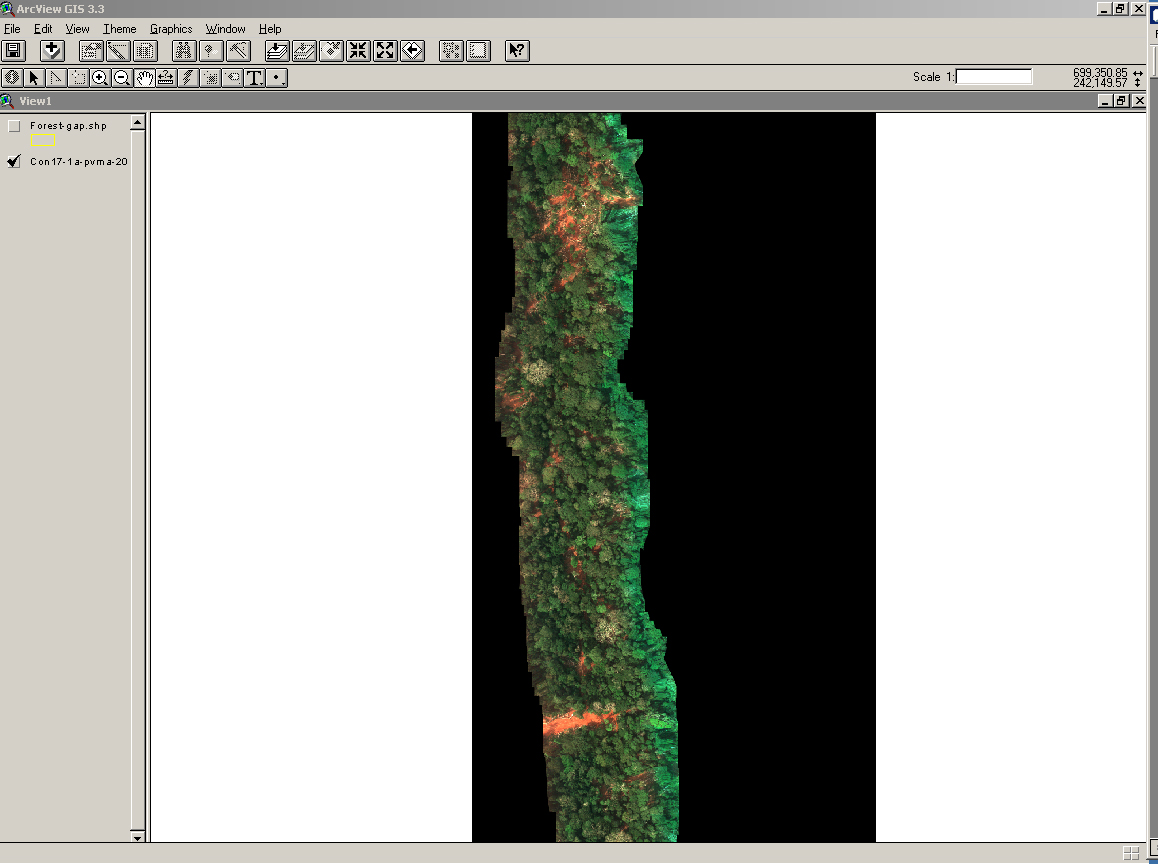 ArcView GIS 3.3
File Edit View Theme Graphics Window Help
Scale 1:
699,350.85
242,149.57
View1
Forest-gap.shp
Con17-1a-pvma-20